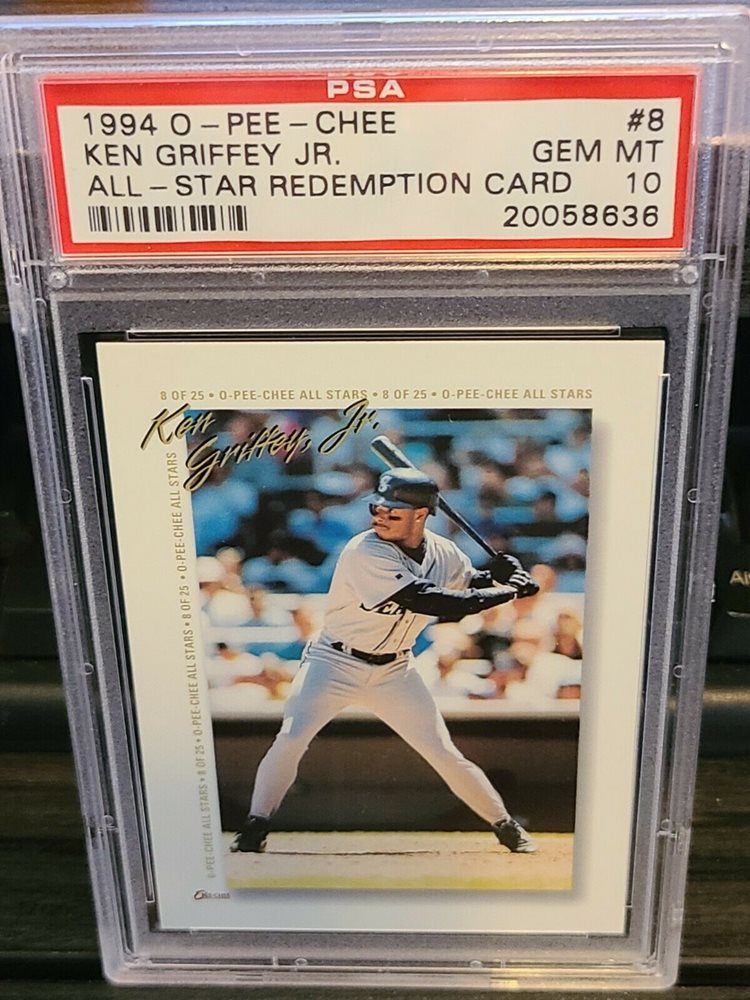 PSA
1994 O-PEE-CHEE #8
KEN GRIFFEY JR. GEM MT
ALL-STAR REDEMPTION CARD 10
20058636
8 OF 25 • O-PEE-CHEE ALL STARS • 8 OF 25 • O-PEE-CHEE ALL STARS
Ken
Griffey, Jr.
O-PEE-CHEE ALL STARS • 8 OF 25 • O-PEE-CHEE ALL STARS • 8 OF 25 • O-PEE-CHEE ALL STARS
S